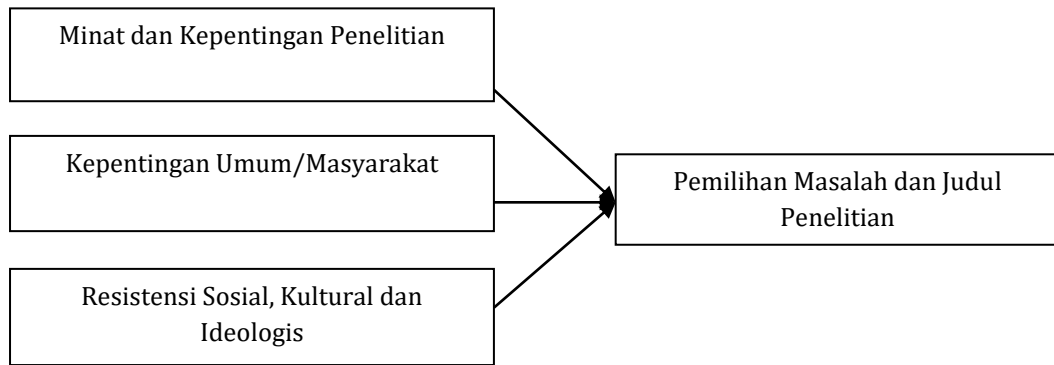 Minat dan Kepentingan Penelitian
Kepentingan Umum/Masyarakat
Resistensi Sosial, Kultural dan
Ideologis
Pemilihan Masalah dan Judul
Penelitian